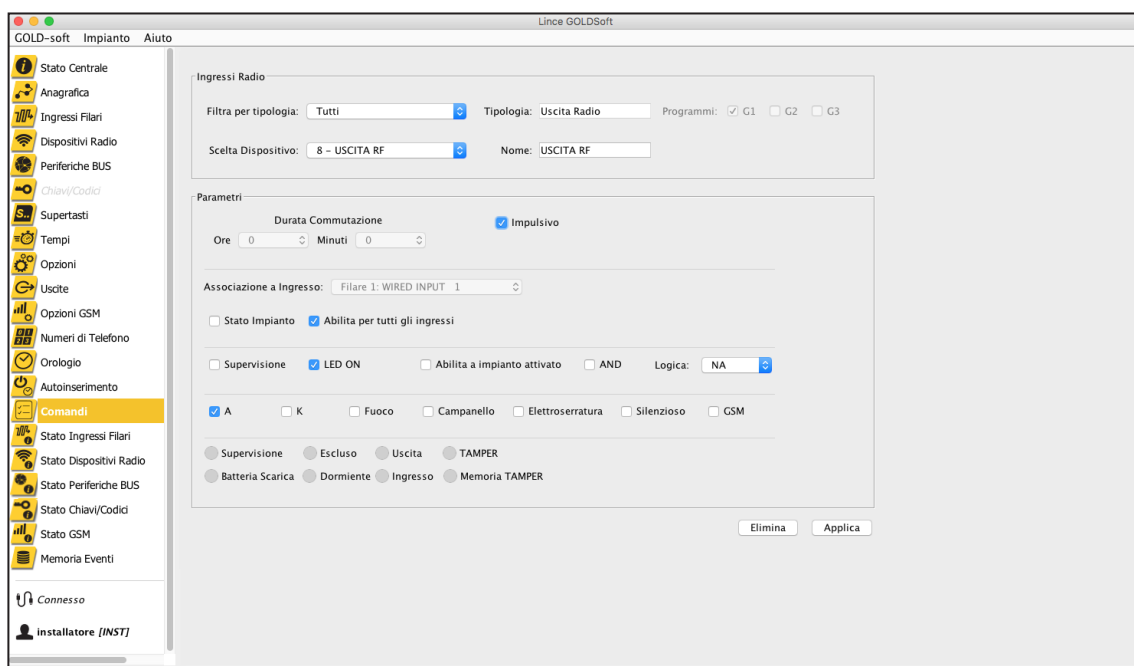 Lince GOLDSoft
GOLD-soft Impianto Aiuto
Stato Centrale
Anagrafica
Ingressi Filari
Dispositivi Radio
Periferiche BUS
Chiavi/Codici
Supertasti
Tempi
Opzioni
Uscite
Opzioni GSM
Numeri di Telefono
Orologio
Autoinserimento
Comandi
Stato Ingressi Filari
Stato Dispositivi Radio
Stato Periferiche BUS
Stato Chiavi/Codici
Stato GSM
Memoria Eventi
Connesso
installatore [INST]
Ingressi Radio
Filtra per tipologia: Tutti Tipologia: Uscita Radio Programmi: G1 G2 G3
Scelta Dispositivo: 8 - USCITA RF Nome: USCITA RF
Parametri
Durata Commutazione Impulsivo
Ore 0 Minuti 0
Associazione a Ingresso: Filare 1: WIRED INPUT 1
Stato Impianto Abilita per tutti gli ingressi
Supervisione LED ON Abilita a impianto attivato AND Logica: NA
A K Fuoco Campanello Elettroserratura Silenzioso GSM
Supervisione Escluso Uscita TAMPER
Batteria Scarica Dormiente Ingresso Memoria TAMPER
Elimina Applica